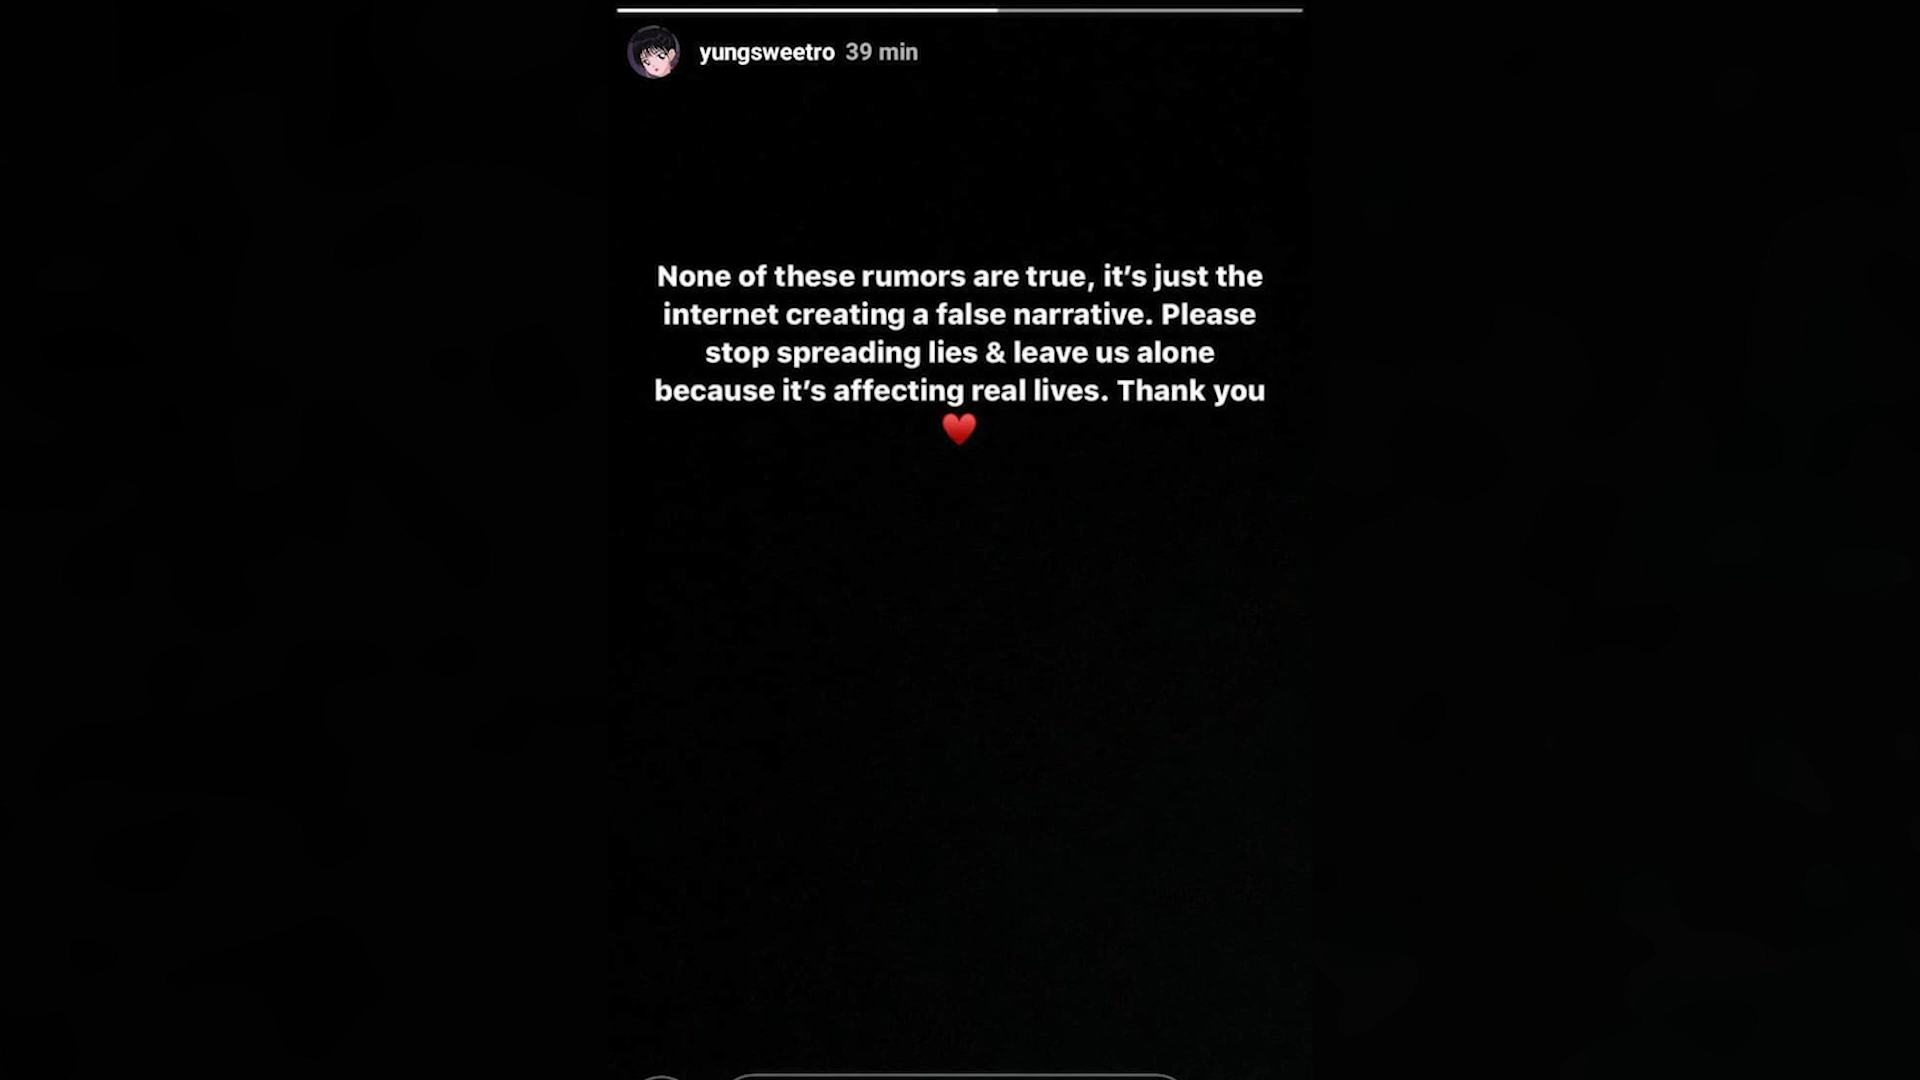 yungsweetro 39 min
None of these rumors are true, it's just the
internet creating a false narrative. Please
stop spreading lies & leave us alone
because it's affecting real lives. Thank you
♥️